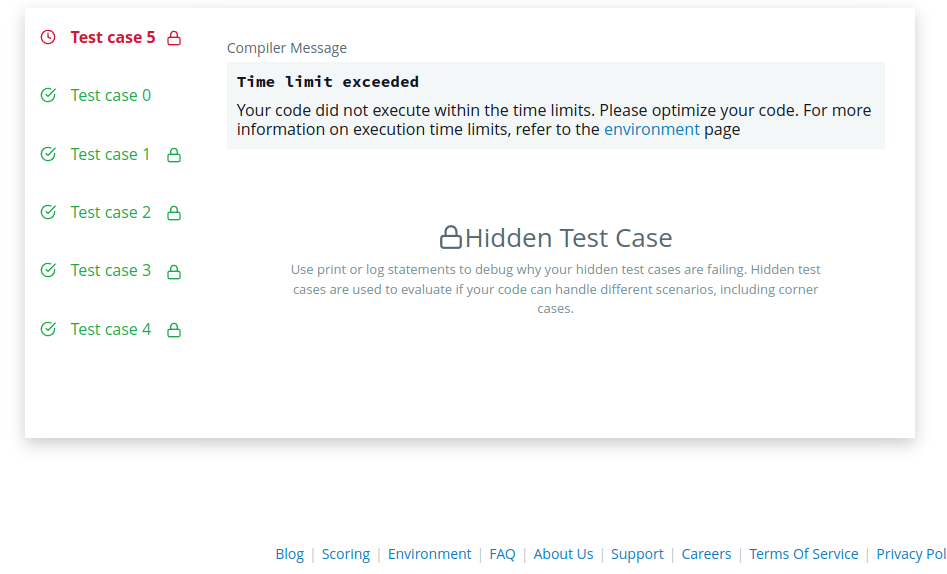 Test case 5
Test case 0
Test case 1
Test case 2
Test case 3
Test case 4
Compiler Message
Time limit exceeded
Your code did not execute within the time limits. Please optimize your code. For more
information on execution time limits, refer to the environment page
Hidden Test Case
Use print or log statements to debug why your hidden test cases are failing. Hidden test
cases are used to evaluate if your code can handle different scenarios, including corner
cases.
Blog | Scoring | Environment | FAQ | About Us | Support | Careers | Terms Of Service | Privacy Pol